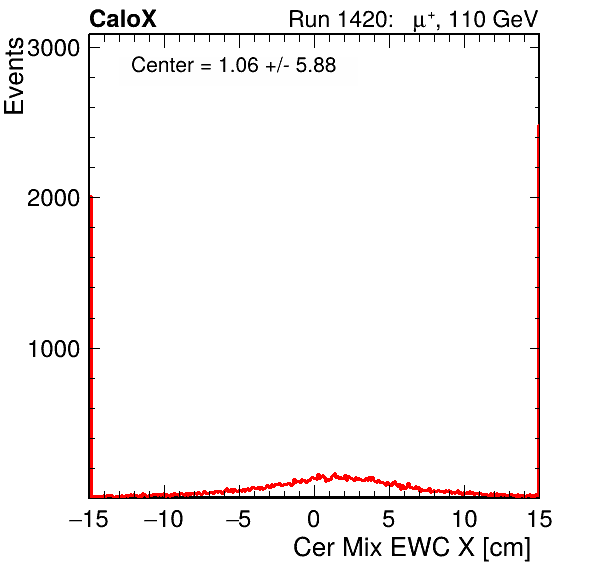 CaloX Run 1420: μ⁺, 110 GeV
Events
3000
Center = 1.06 +/- 5.88
2000
1000
−15 −10 −5 0 5 10 15
Cer Mix EWC X [cm]